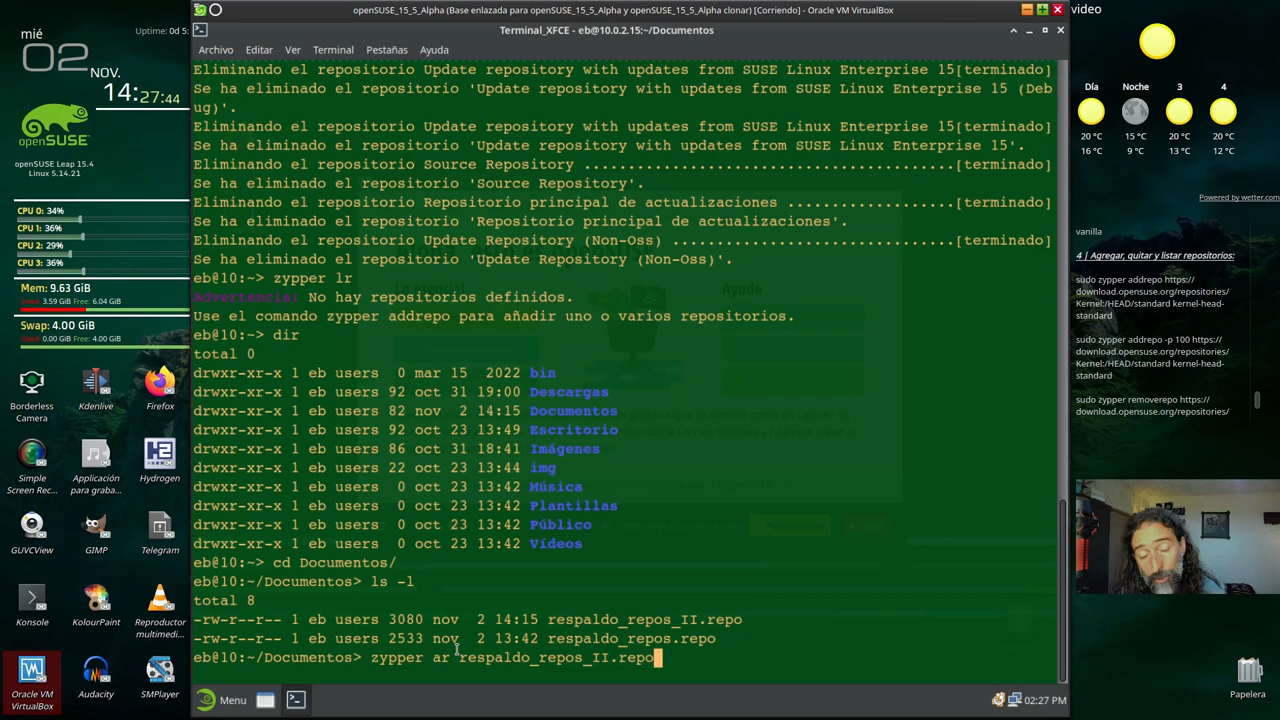 openSUSE_15_5_Alpha (Base enlazada para openSUSE_15_5_Alpha y openSUSE_15_5_Alpha clonar) [Corriendo] - Oracle VM VirtualBox
Terminal_XFCE - eb@10.0.2.15:~/Documentos
Archivo Editar Ver Terminal Pestañas Ayuda
mié
02
NOV.
14:27:44
Uptime: 0d 5:
openSUSE
openSUSE Leap 15.4
Linux 5.14.21
CPU 0: 34%
CPU 1: 36%
CPU 2: 29%
CPU 3: 36%
Mem: 9.63 GiB
Used: 3.59 GiB Free: 6.04 GiB
Swap: 4.00 GiB
Used: 0.00 GiB Free: 4.00 GiB
Borderless Camera
Kdenlive
Firefox
Simple Screen Rec...
Aplicación para graba...
Hydrogen
GUVCView
GIMP
Telegram
Konsole
KolourPaint
Reproductor multimedi...
Oracle VM VirtualBox
Audacity
SMPlayer
Eliminando el repositorio Update repository with updates from SUSE Linux Enterprise 15[terminado]
Se ha eliminado el repositorio 'Update repository with updates from SUSE Linux Enterprise 15 (Deb
ug)'.
Eliminando el repositorio Update repository with updates from SUSE Linux Enterprise 15[terminado]
Se ha eliminado el repositorio 'Update repository with updates from SUSE Linux Enterprise 15'.
Eliminando el repositorio Source Repository ......................................[terminado]
Se ha eliminado el repositorio 'Source Repository'.
Eliminando el repositorio Repositorio principal de actualizaciones ...................[terminado]
Se ha eliminado el repositorio 'Repositorio principal de actualizaciones'.
Eliminando el repositorio Update Repository (Non-Oss) ............................[terminado]
Se ha eliminado el repositorio 'Update Repository (Non-Oss)'.
eb@10:~> zypper lr
Advertencia: No hay repositorios definidos.
Use el comando zypper addrepo para añadir uno o varios repositorios.
eb@10:~> dir
total 0
drwxr-xr-x 1 eb users  0 mar 15  2022 bin
drwxr-xr-x 1 eb users 92 oct 31 19:00 Descargas
drwxr-xr-x 1 eb users 82 nov  2 14:15 Documentos
drwxr-xr-x 1 eb users 92 oct 23 13:49 Escritorio
drwxr-xr-x 1 eb users 86 oct 31 18:41 Imágenes
drwxr-xr-x 1 eb users 22 oct 23 13:44 img
drwxr-xr-x 1 eb users  0 oct 23 13:42 Música
drwxr-xr-x 1 eb users  0 oct 23 13:42 Plantillas
drwxr-xr-x 1 eb users  0 oct 23 13:42 Público
drwxr-xr-x 1 eb users  0 oct 23 13:42 Vídeos
eb@10:~> cd Documentos/
eb@10:~/Documentos> ls -l
total 8
-rw-r--r-- 1 eb users 3080 nov  2 14:15 respaldo_repos_II.repo
-rw-r--r-- 1 eb users 2533 nov  2 13:42 respaldo_repos.repo
eb@10:~/Documentos> zypper ar respaldo_repos_II.repo
Menu
02:27 PM
video
Día Noche 3 4
20 °C 15 °C 20 °C 20 °C
16 °C 9 °C 13 °C 12 °C
Powered by wetter.com
vanilla
4 | Agregar, quitar y listar repositorios:
sudo zypper addrepo https://
download.opensuse.org/repositories/
Kernel:/HEAD/standard kernel-head-
standard
sudo zypper addrepo -p 100 https://
download.opensuse.org/repositories/
Kernel:/HEAD/standard kernel-head-
standard
sudo zypper removerepo https://
download.opensuse.org/repositories/
Papelera